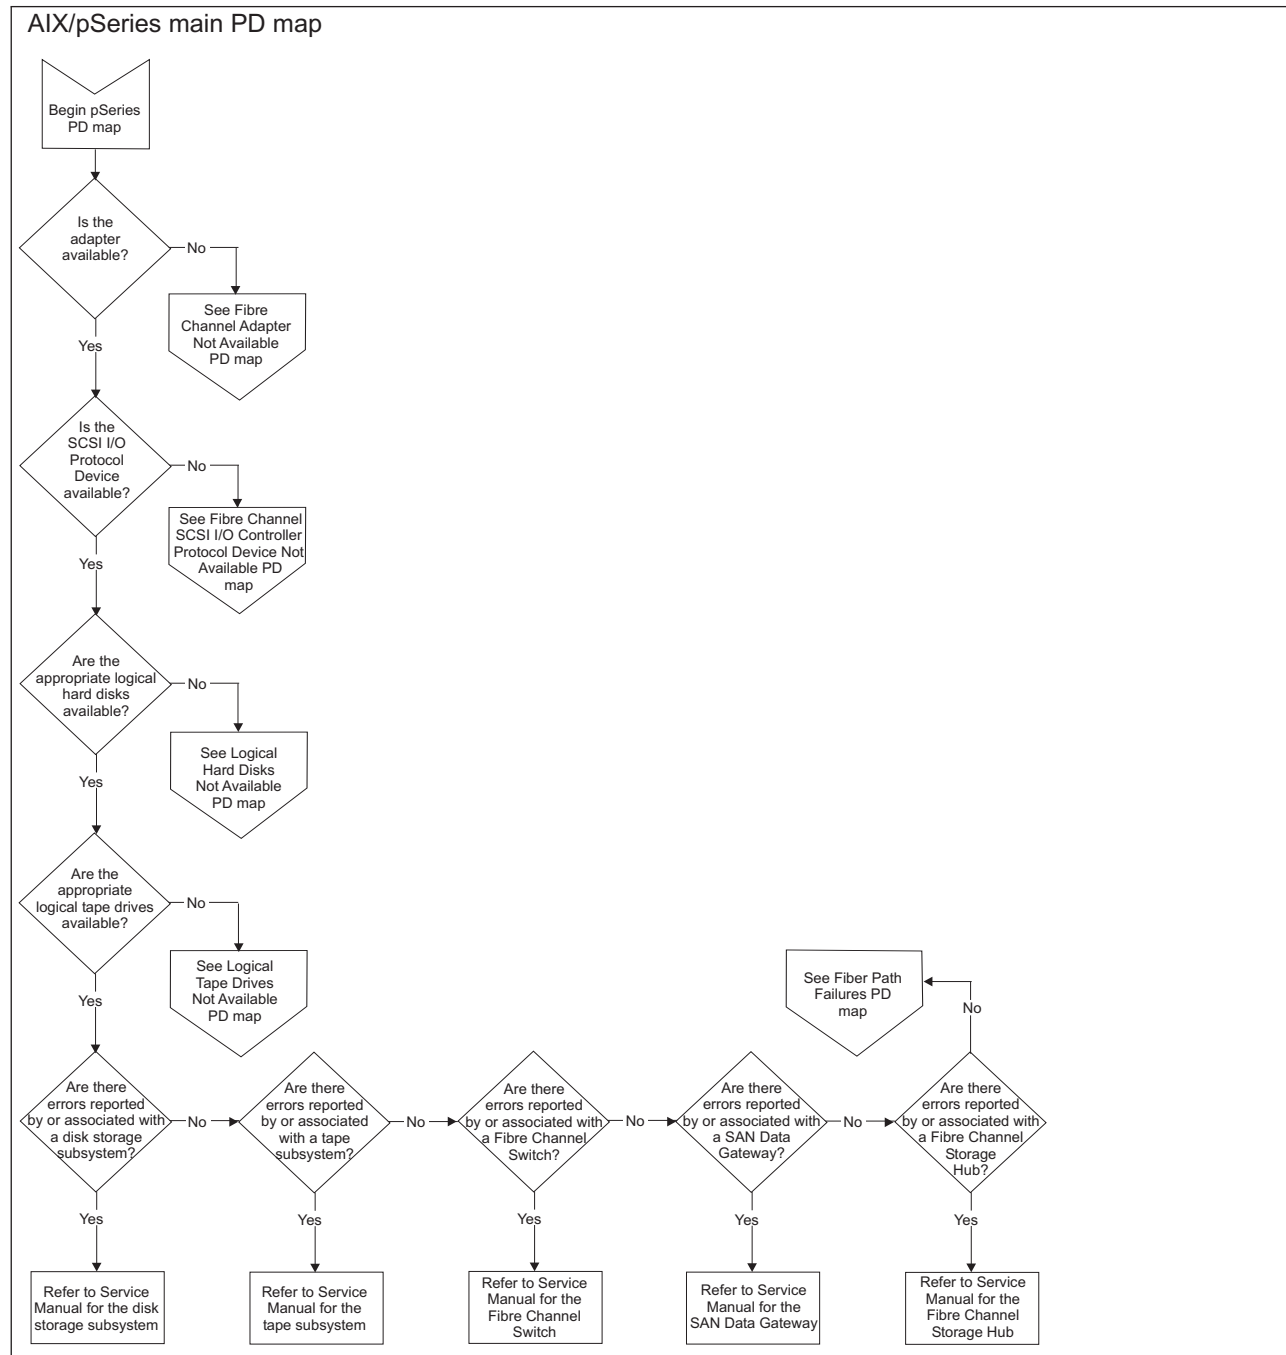 AIX/pSeries main PD map
Begin pSeries
PD map
Is the
adapter
available?
No
See Fibre
Channel Adapter
Not Available
PD map
Yes
Is the
SCSI I/O
Protocol
Device
available?
No
See Fibre Channel
SCSI I/O Controller
Protocol Device Not
Available PD
map
Yes
Are the
appropriate logical
hard disks
available?
No
See Logical
Hard Disks
Not Available
PD map
Yes
Are the
appropriate
logical tape drives
available?
No
See Logical
Tape Drives
Not Available
PD map
Yes
Are there
errors reported
by or associated with
a disk storage
subsystem?
No
Are there
errors reported
by or associated
with a tape
subsystem?
No
Are there
errors reported
by or associated with
a Fibre Channel
Switch?
No
Are there
errors reported
by or associated with
a SAN Data
Gateway?
No
Are there
errors reported
by or associated with
a Fibre Channel
Storage
Hub?
No
See Fiber Path
Failures PD
map
Yes
Refer to Service
Manual for the disk
storage subsystem
Yes
Refer to Service
Manual for the
tape subsystem
Yes
Refer to Service
Manual for the
Fibre Channel
Switch
Yes
Refer to Service
Manual for the
SAN Data Gateway
Yes
Refer to Service
Manual for the
Fibre Channel
Storage Hub